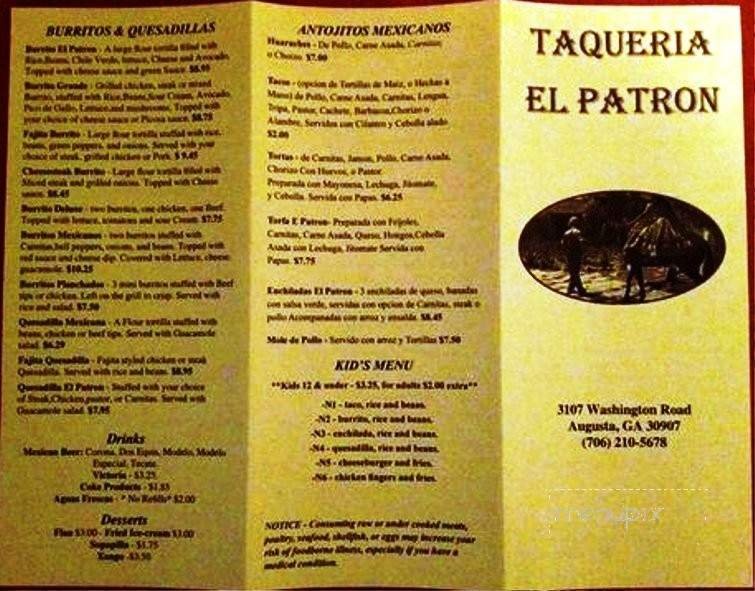 BURRITOS & QUESADILLAS
Burrito El Patron - A large flour tortilla filled with
Rice, Beans, Chile Verde, lettuce, Cheese and Avocado.
Topped with cheese sauce and green Sauce. $8.95
Burrito Grande - Grilled chicken, steak or mixed
Burrito, stuffed with Rice, Beans, Sour Cream, Avocado,
Pico de Gallo, Lettuce, and mushrooms. Topped with
your choice of cheese sauce or Picosa sauce. $8.75
Fajita Burrito - Large flour tortilla stuffed with rice,
beans, green peppers, and onions. Served with your
choice of steak, grilled chicken or Pork. $ 9.45
Cheesesteak Burrito - Large flour tortilla filled with
Sliced steak and grilled onions. Topped with Cheese
sauce. $8.45
Burrito Deluxe - two burritos, one chicken, one Beef.
Topped with lettuce, tomatoes and sour Cream. $7.75
Burritos Mexicanos - two burritos stuffed with
Carnitas, bell peppers, onions, and beans. Topped with
red sauce and cheese dip. Covered with Lettuce, cheese
guacamole. $10.25
Burritos Planchados - 3 mini burritos stuffed with Beef
tips or chicken. Left on the grill to crisp. Served with
rice and salad. $7.50
Quesadilla Mexicana - A Flour tortilla stuffed with
beans, chicken or beef tips. Served with Guacamole
salad. $6.29
Fajita Quesadilla - Fajita styled chicken or steak
Quesadilla. Served with rice and beans. $8.95
Quesadilla El Patron - Stuffed with your choice
of Steak, Chicken, pastor, or Carnitas. Served with
Guacamole salad. $7.95
Drinks
Mexican Beer: Corona, Dos Equis, Modelo, Modelo
Especial, Tecate.
Victoria - $3.25
Coke Products - $1.85
Aguas Frescas - * No Refills* $2.00
Desserts
Flan $3.00 - Fried Ice-cream $3.00
Sopapilla - $1.75
Xango -$3.50
ANTOJITOS MEXICANOS
Huaraches - De Pollo, Carne Asada, Carnitas
o Chorizo. $7.00
Tacos - (opcion de Tortillas de Maiz, o Hechas a
Mano) de Pollo, Carne Asada, Carnitas, Lengua,
Tripa, Pastor, Cachete, Barbacoa, Chorizo o
Alambre. Servidos con Cilantro y Cebolla alado
$2.00
Tortas - de Carnitas, Jamon, Pollo, Carne Asada,
Chorizo Con Huevos, o Pastor.
Preparada con Mayonesa, Lechuga, Jitomate,
y Cebolla. Servida con Papas. $6.25
Torta E Patron- Preparada con Frijoles,
Carnitas, Carne Asada, Queso, Hongos, Cebolla
Asada con Lechuga, Jitomate Servida con
Papas. $7.75
Enchiladas El Patron - 3 enchiladas de queso, banadas
con salsa verde, servidas con opcion de Carnitas, steak o
pollo Acompanadas con arroz y ensalda. $8.45
Mole de Pollo - Servido con arroz y Tortillas $7.50
KID'S MENU
**Kids 12 & under - $3.25, for adults $2.00 extra**
-N1 - taco, rice and beans.
-N2 - burrito, rice and beans.
-N3 - enchilada, rice and beans.
-N4 - quesadilla, rice and beans.
-N5 - cheeseburger and fries.
-N6 - chicken fingers and fries.
NOTICE - Consuming raw or under cooked meats,
poultry, seafood, shellfish, or eggs may increase your
risk of foodborne illness, especially if you have a
medical condition.
TAQUERIA
EL PATRON
3107 Washington Road
Augusta, GA 30907
(706) 210-5678